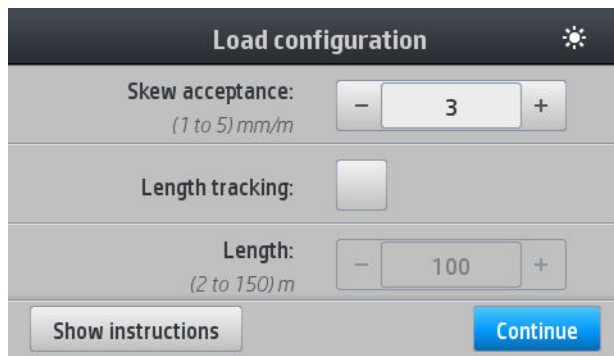 Load configuration
Skew acceptance:
− 3 +
(1 to 5) mm/m
Length tracking:
Length:
− 100 +
(2 to 150) m
Show instructions
Continue